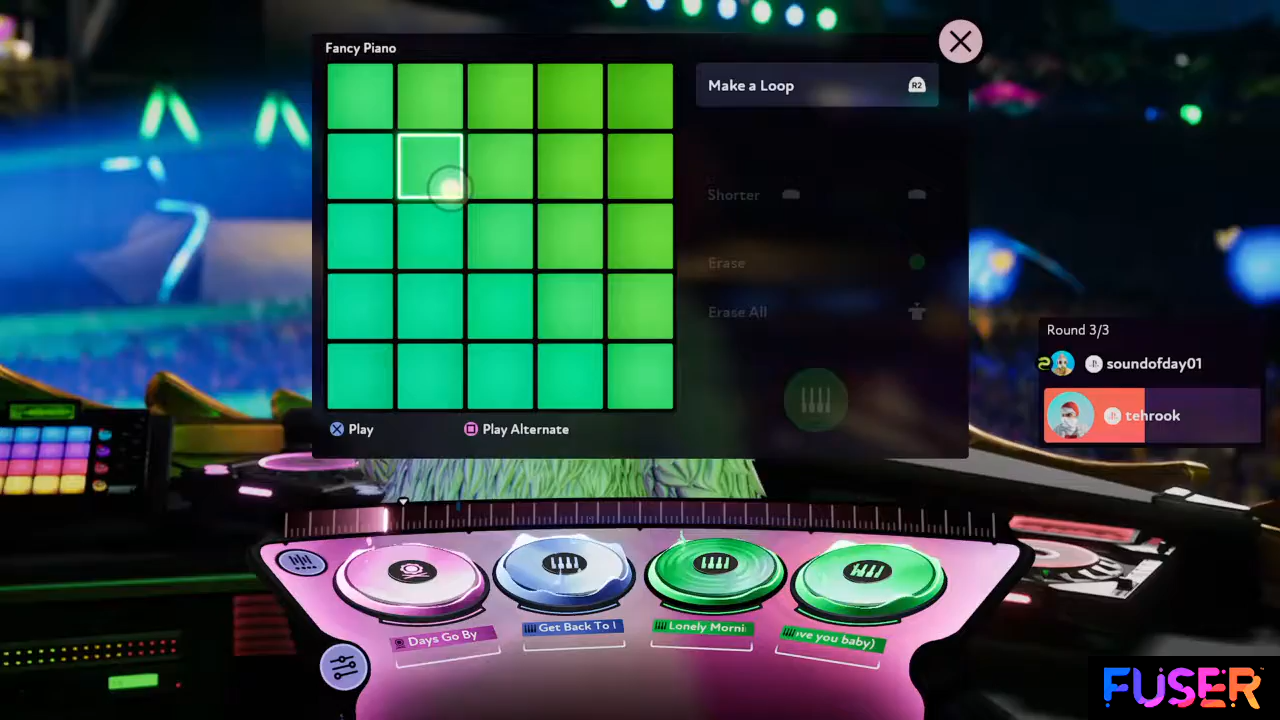 Fancy Piano
Make a Loop
R2
Shorter
Erase
Erase All
Play
Play Alternate
Round 3/3
soundofday01
tehrook
Days Go By
Get Back To I
Lonely Morni
ove you baby)
FUSER